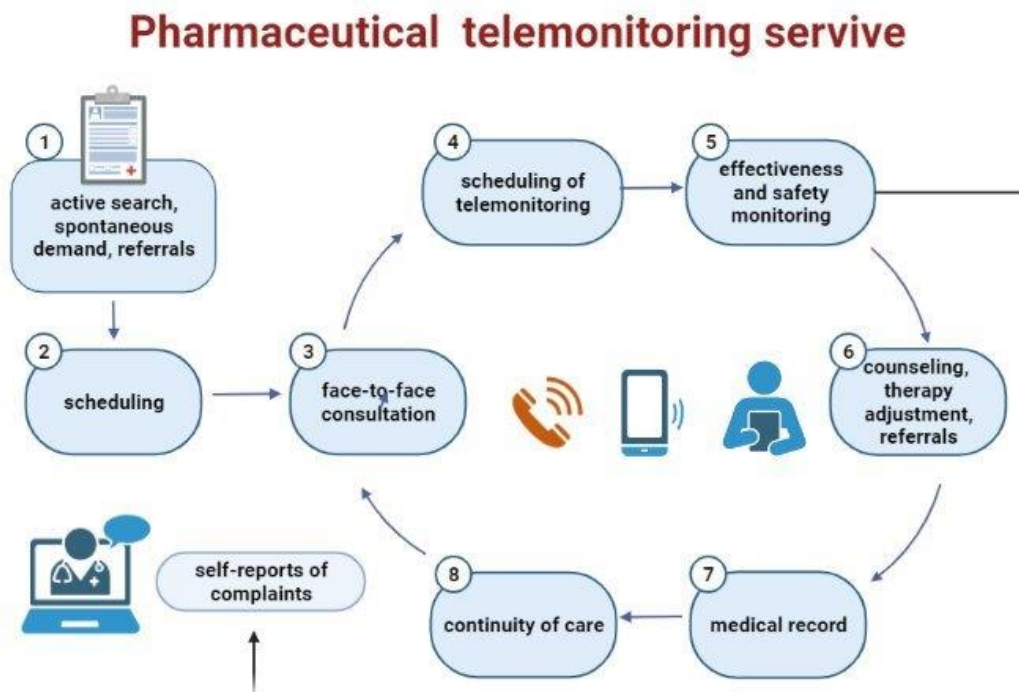 Pharmaceutical telemonitoring servive
1
active search,
spontaneous
demand, referrals
2
scheduling
3
face-to-face
consultation
4
scheduling of
telemonitoring
5
effectiveness
and safety
monitoring
6
counseling,
therapy
adjustment,
referrals
7
medical record
8
continuity of care
self-reports of
complaints